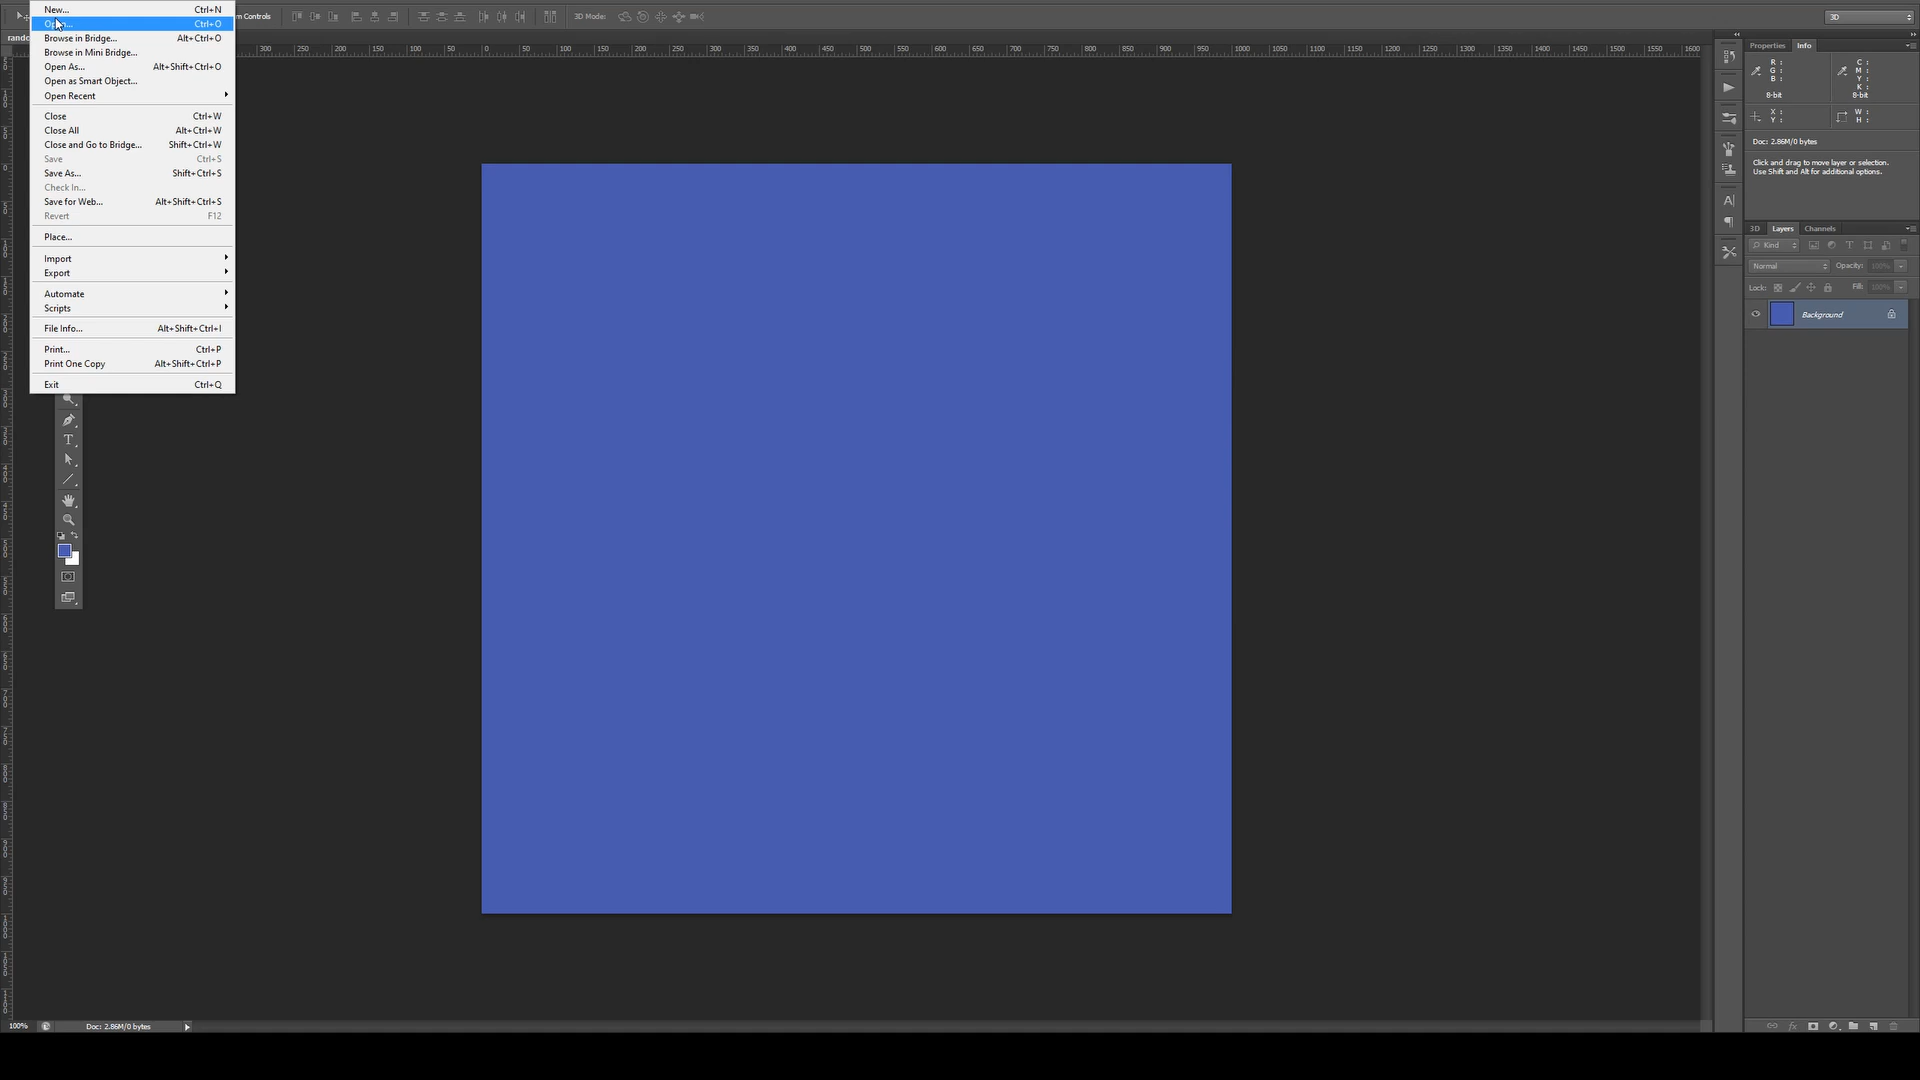 New... Ctrl+N
Ctrl+O
Browse in Bridge... Alt+Ctrl+O
Browse in Mini Bridge...
Open As... Alt+Shift+Ctrl+O
Open as Smart Object...
Open Recent
Close Ctrl+W
Close All Alt+Ctrl+W
Close and Go to Bridge... Shift+Ctrl+W
Save Ctrl+S
Save As... Shift+Ctrl+S
Check In...
Save for Web... Alt+Shift+Ctrl+S
Revert F12
Place...
Import
Export
Automate
Scripts
File Info... Alt+Shift+Ctrl+I
Print... Ctrl+P
Print One Copy Alt+Shift+Ctrl+P
Exit Ctrl+Q
Controls
3D Mode:
3D
300 250 200 150 100 50 0 50 100 150 200 250 300 350 400 450 500 550 600 650 700 750 800 850 900 950 1000 1050 1100 1150 1200 1250 1300 1350 1400 1450 1500 1550 1600
Properties Info
R : C :
G : M :
B : Y :
K :
8-bit 8-bit
X : W :
Y : H :
Doc: 2.86M/0 bytes
Click and drag to move layer or selection.
Use Shift and Alt for additional options.
3D Layers Channels
Kind
Normal Opacity: 100%
Lock: Fill: 100%
Background
100% Doc: 2.86M/0 bytes